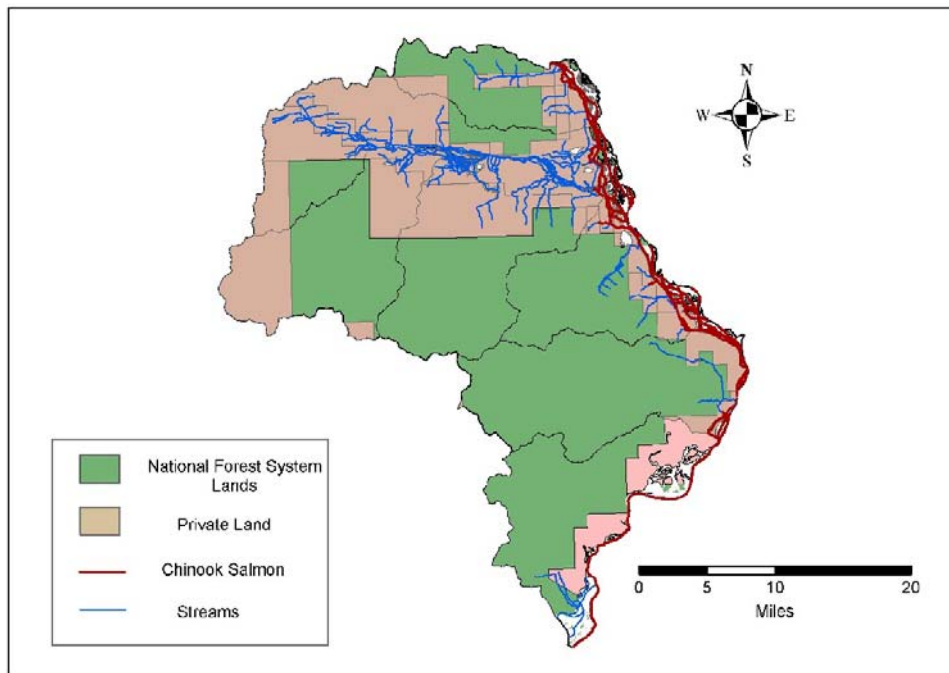 N
W E
S
National Forest System
Lands
Private Land
Chinook Salmon
Streams
0 5 10 20
Miles